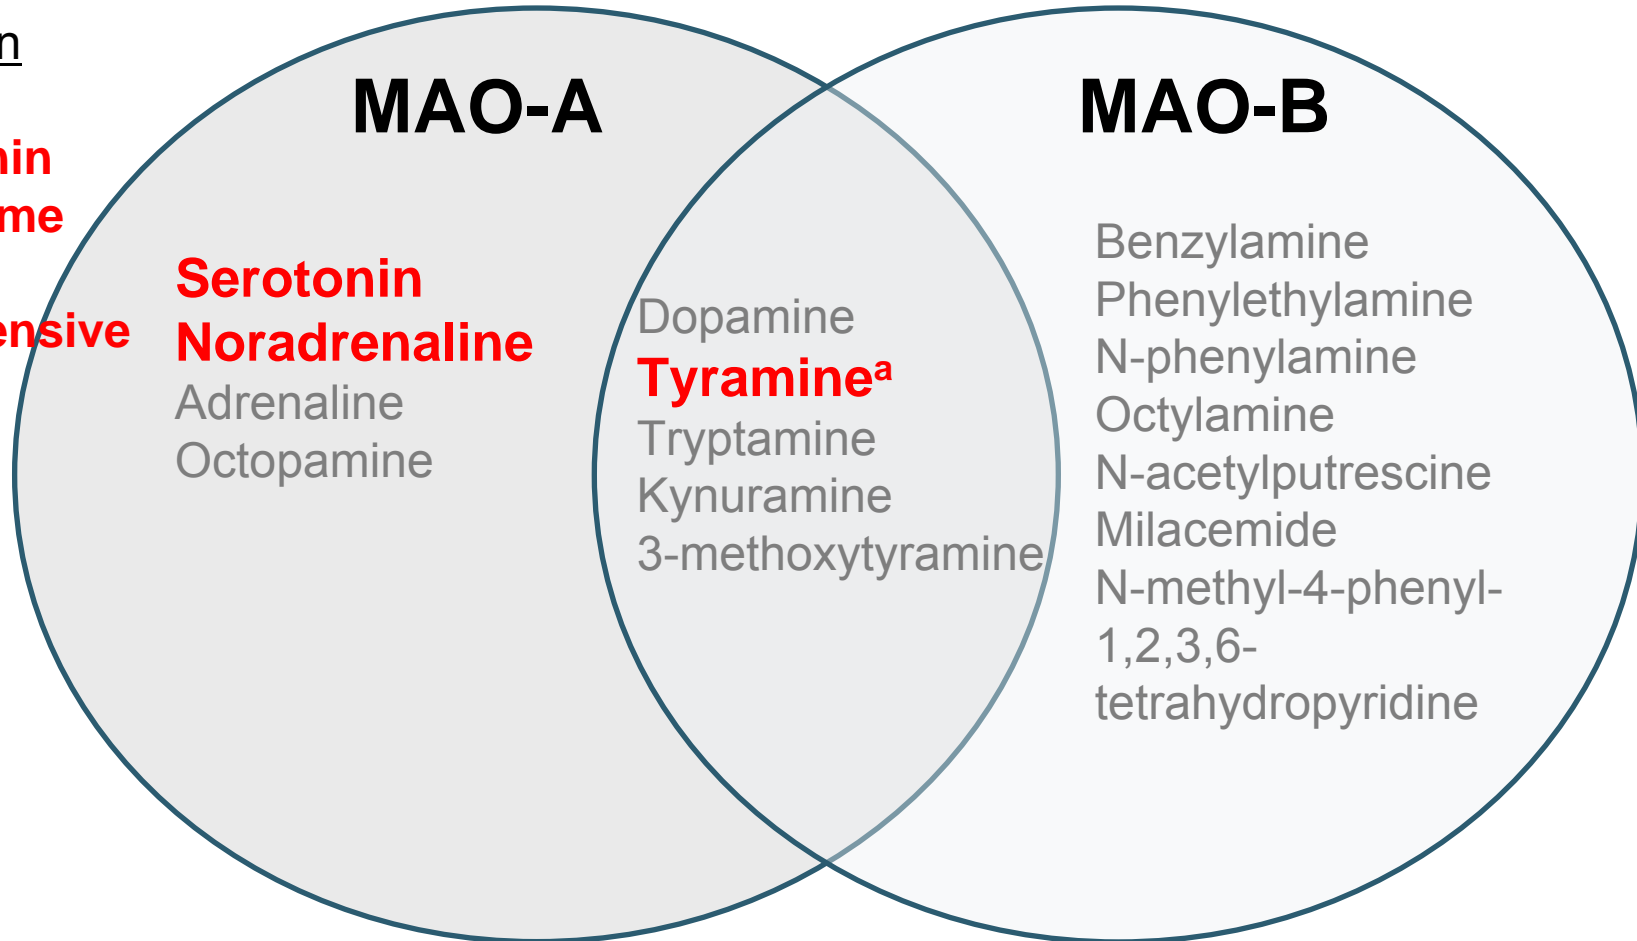 MAO-A
MAO-B
Serotonin
Noradrenaline
Adrenaline
Octopamine
Dopamine
Tyramineᵃ
Tryptamine
Kynuramine
3-methoxytyramine
Benzylamine
Phenylethylamine
N-phenylamine
Octylamine
N-acetylputrescine
Milacemide
N-methyl-4-phenyl-
1,2,3,6-
tetrahydropyridine